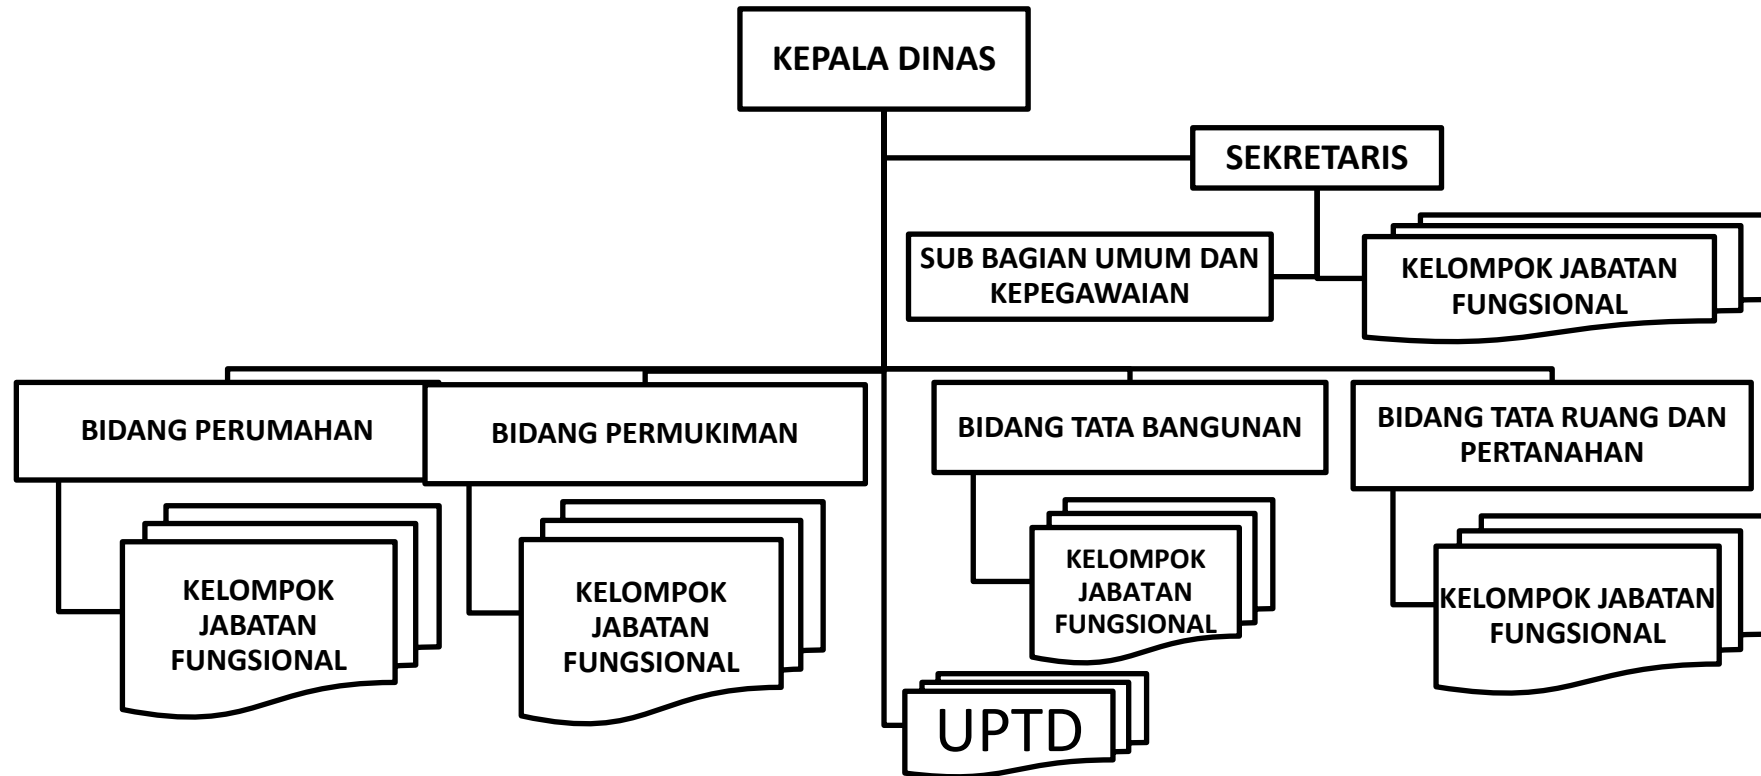 KEPALA DINAS
SEKRETARIS
SUB BAGIAN UMUM DAN
KEPEGAWAIAN
KELOMPOK JABATAN
FUNGSIONAL
BIDANG PERUMAHAN
BIDANG PERMUKIMAN
BIDANG TATA BANGUNAN
BIDANG TATA RUANG DAN
PERTANAHAN
KELOMPOK
JABATAN
FUNGSIONAL
KELOMPOK
JABATAN
FUNGSIONAL
KELOMPOK
JABATAN
FUNGSIONAL
KELOMPOK JABATAN
FUNGSIONAL
UPTD